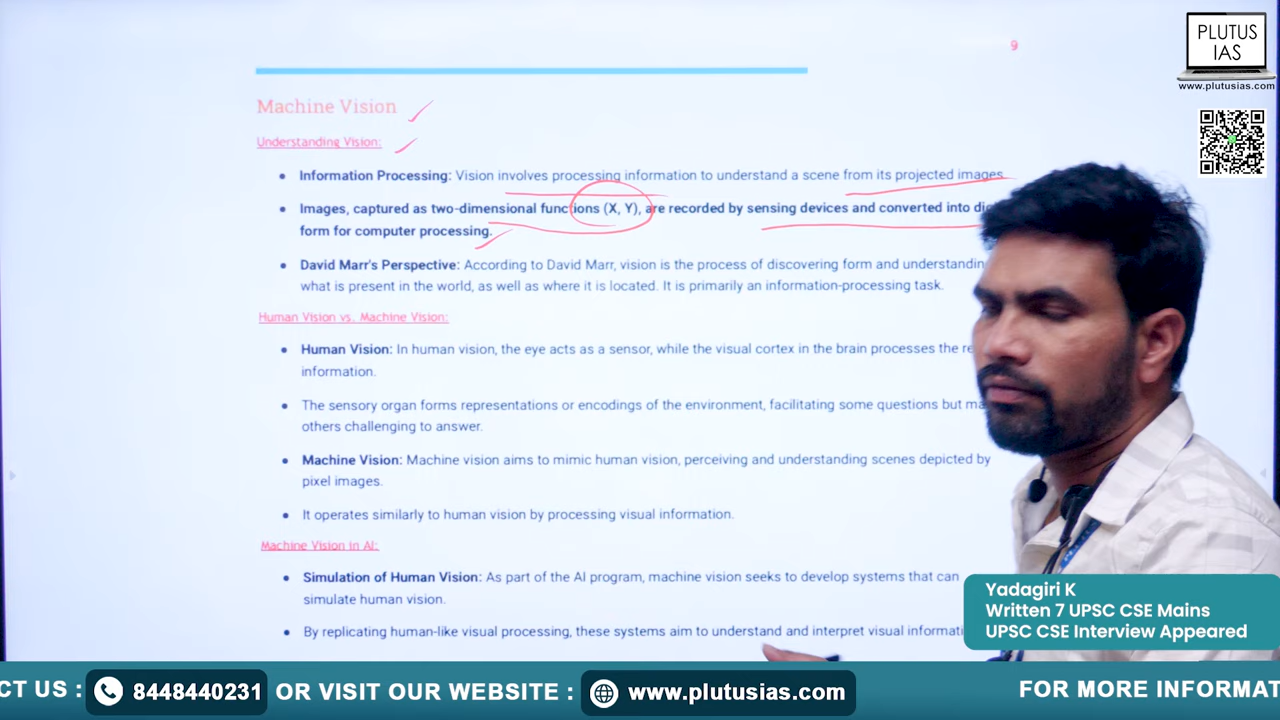 9
PLUTUS
IAS
www.plutusias.com
Machine Vision
Understanding Vision:
• Information Processing: Vision involves processing information to understand a scene from its projected images.
• Images, captured as two-dimensional functions (X, Y), are recorded by sensing devices and converted into
form for computer processing.
• David Marr's Perspective: According to David Marr, vision is the process of discovering form and understanding
what is present in the world, as well as where it is located. It is primarily an information-processing task.
Human Vision vs. Machine Vision:
• Human Vision: In human vision, the eye acts as a sensor, while the visual cortex in the brain processes the
information.
• The sensory organ forms representations or encodings of the environment, facilitating some questions but
others challenging to answer.
• Machine Vision: Machine vision aims to mimic human vision, perceiving and understanding scenes depicted by
pixel images.
• It operates similarly to human vision by processing visual information.
Machine Vision in AI:
• Simulation of Human Vision: As part of the AI program, machine vision seeks to develop systems that can
simulate human vision.
• By replicating human-like visual processing, these systems aim to understand and interpret visual
Yadagiri K
Written 7 UPSC CSE Mains
UPSC CSE Interview Appeared
CT US : 8448440231 OR VISIT OUR WEBSITE : www.plutusias.com FOR MORE INFORMAT